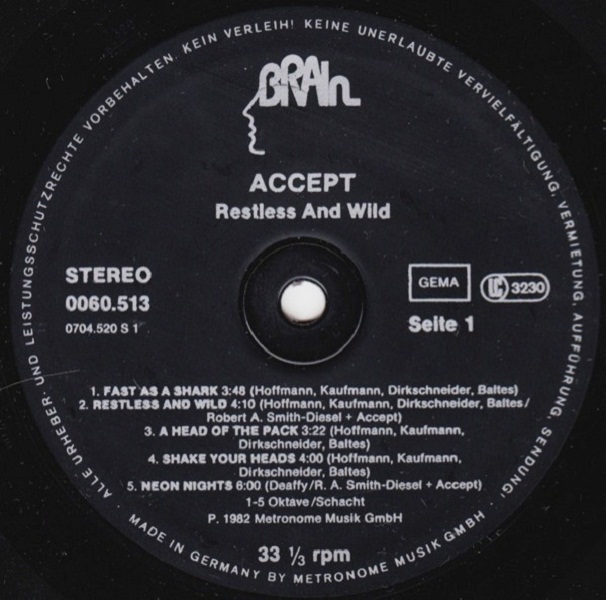 ALLE URHEBER UND LEISTUNGSSCHUTZRECHTE VORBEHALTEN. KEIN VERLEIH! KEINE UNERLAUBTE VERVIELFÄLTIGUNG, VERMIETUNG, AUFFÜHRUNG, SENDUNG!
BRAIN
ACCEPT
Restless And Wild
STEREO
0060.513
0704.520 S 1
GEMA
LC 3230
Seite 1
1. FAST AS A SHARK 3:48 (Hoffmann, Kaufmann, Dirkschneider, Baltes)
2. RESTLESS AND WILD 4:10 (Hoffmann, Kaufmann, Dirkschneider, Baltes/
Robert A. Smith-Diesel + Accept)
3. A HEAD OF THE PACK 3:22 (Hoffmann, Kaufmann,
Dirkschneider, Baltes)
4. SHAKE YOUR HEADS 4:00 (Hoffmann, Kaufmann,
Dirkschneider, Baltes)
5. NEON NIGHTS 6:00 (Deaffy/R. A. Smith-Diesel + Accept)
1-5 Oktave/Schacht
P. 1982 Metronome Musik GmbH
33 1/3 rpm
· MADE IN GERMANY BY METRONOME MUSIK GMBH ·